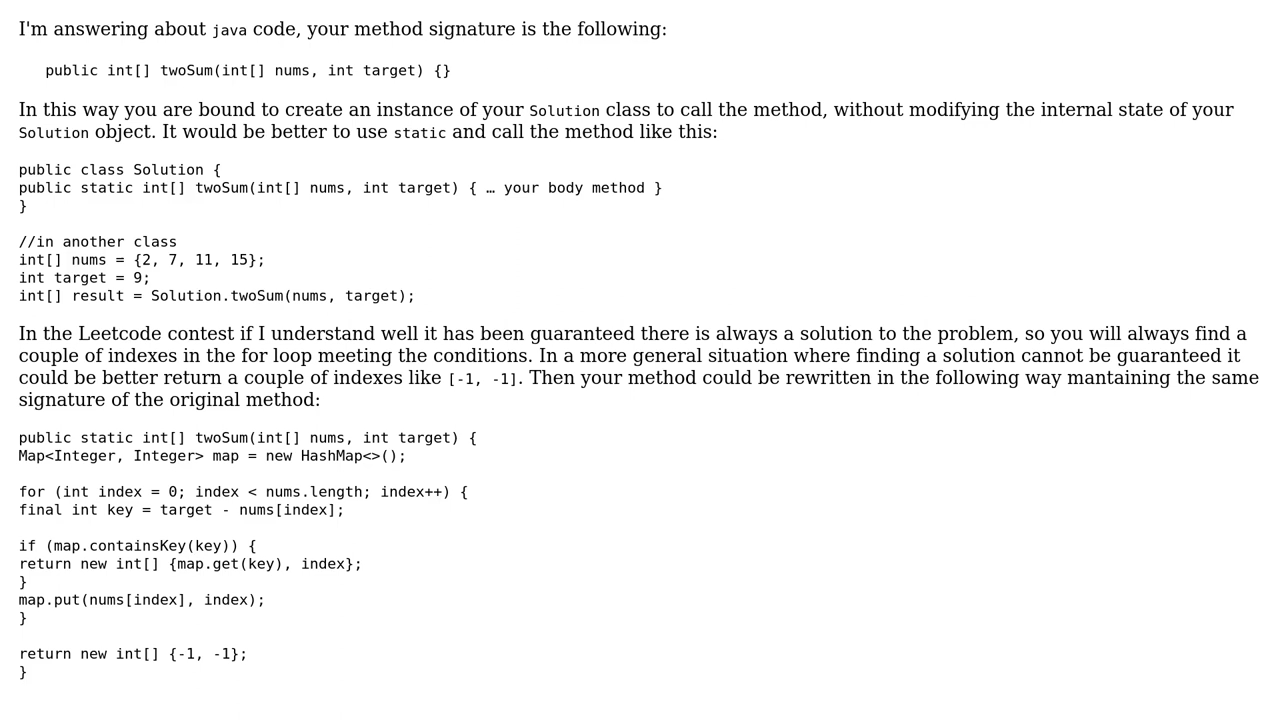 I'm answering about java code, your method signature is the following:
public int[] twoSum(int[] nums, int target) {}
In this way you are bound to create an instance of your Solution class to call the method, without modifying the internal state of your
Solution object. It would be better to use static and call the method like this:
public class Solution {
public static int[] twoSum(int[] nums, int target) { … your body method }
}
//in another class
int[] nums = {2, 7, 11, 15};
int target = 9;
int[] result = Solution.twoSum(nums, target);
In the Leetcode contest if I understand well it has been guaranteed there is always a solution to the problem, so you will always find a
couple of indexes in the for loop meeting the conditions. In a more general situation where finding a solution cannot be guaranteed it
could be better return a couple of indexes like [-1, -1]. Then your method could be rewritten in the following way mantaining the same
signature of the original method:
public static int[] twoSum(int[] nums, int target) {
Map<Integer, Integer> map = new HashMap<>();
for (int index = 0; index < nums.length; index++) {
final int key = target - nums[index];
if (map.containsKey(key)) {
return new int[] {map.get(key), index};
}
map.put(nums[index], index);
}
return new int[] {-1, -1};
}